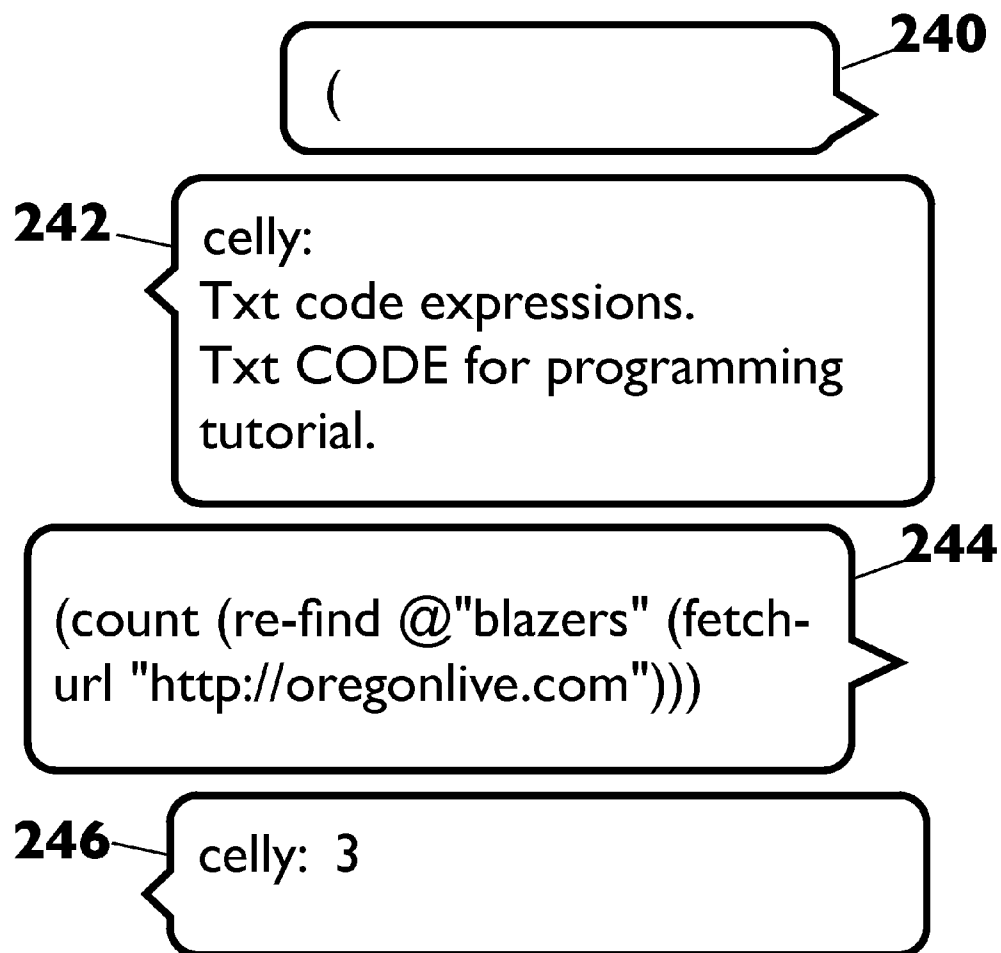 240
(
242
celly:
Txt code expressions.
Txt CODE for programming
tutorial.
244
(count (re-find @"blazers" (fetch-
url "http://oregonlive.com")))
246
celly: 3